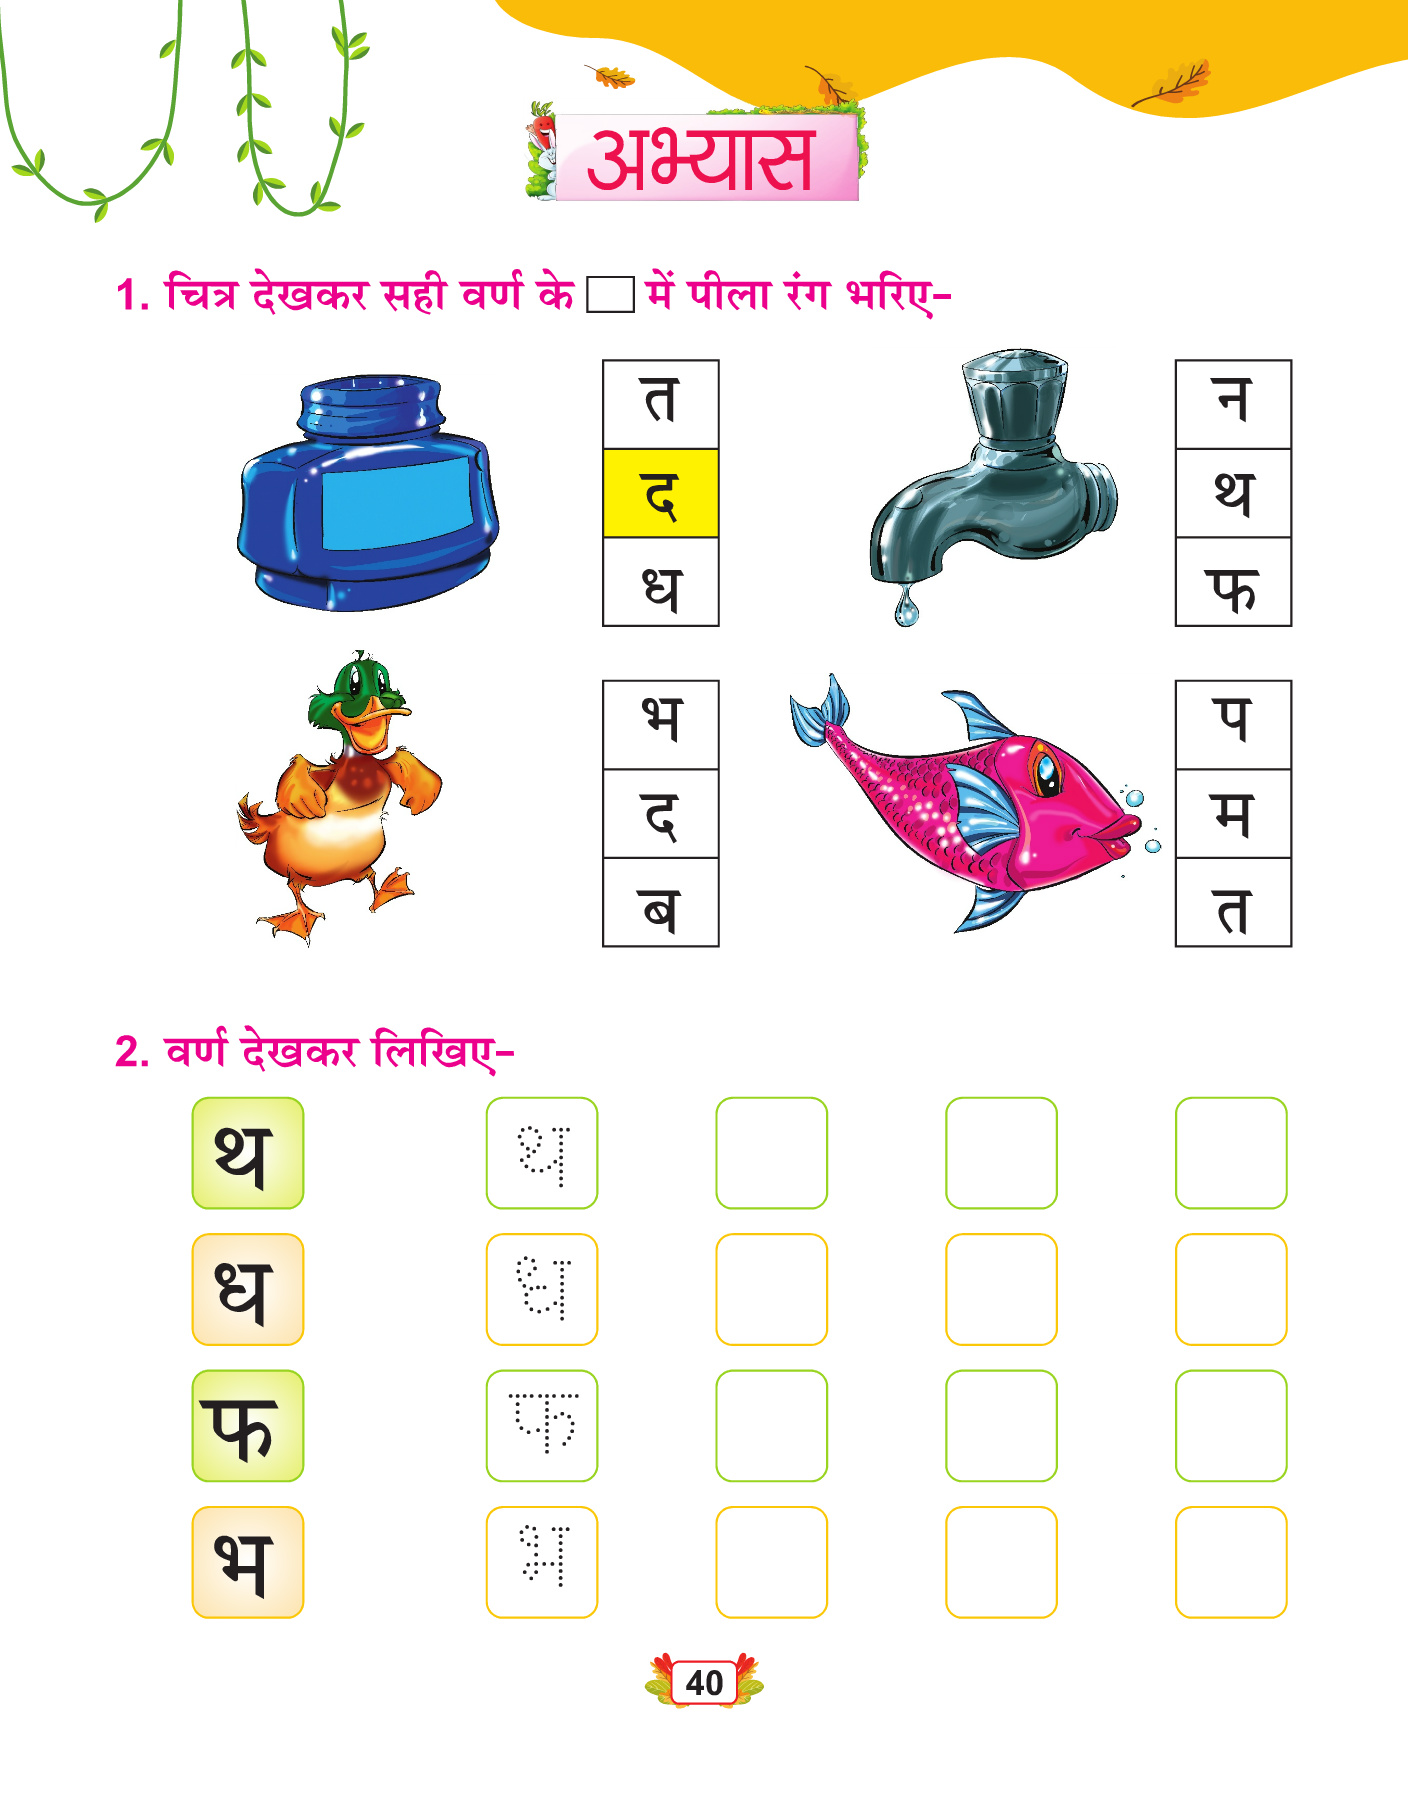 अभ्यास
1. चित्र देखकर सही वर्ण के में पीला रंग भरिए-
त
द
ध
न
थ
फ
भ
द
ब
प
म
त
2. वर्ण देखकर लिखिए-
थ थ
ध ध
फ फ
भ भ
40